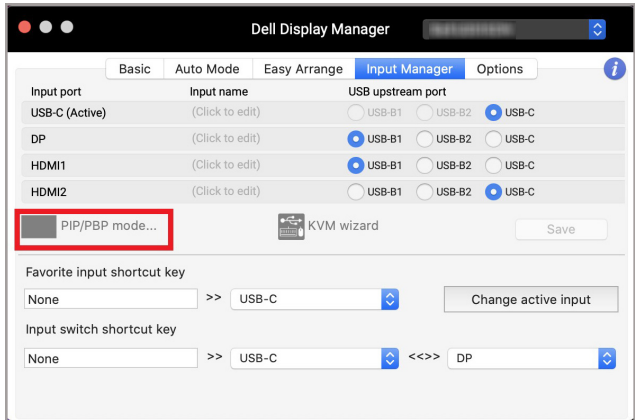 Dell Display Manager
Basic Auto Mode Easy Arrange Input Manager Options i
Input port Input name USB upstream port
USB-C (Active) (Click to edit) USB-B1 USB-B2 USB-C
DP (Click to edit) USB-B1 USB-B2 USB-C
HDMI1 (Click to edit) USB-B1 USB-B2 USB-C
HDMI2 (Click to edit) USB-B1 USB-B2 USB-C
PIP/PBP mode... KVM wizard Save
Favorite input shortcut key
None >> USB-C Change active input
Input switch shortcut key
None >> USB-C <<>> DP